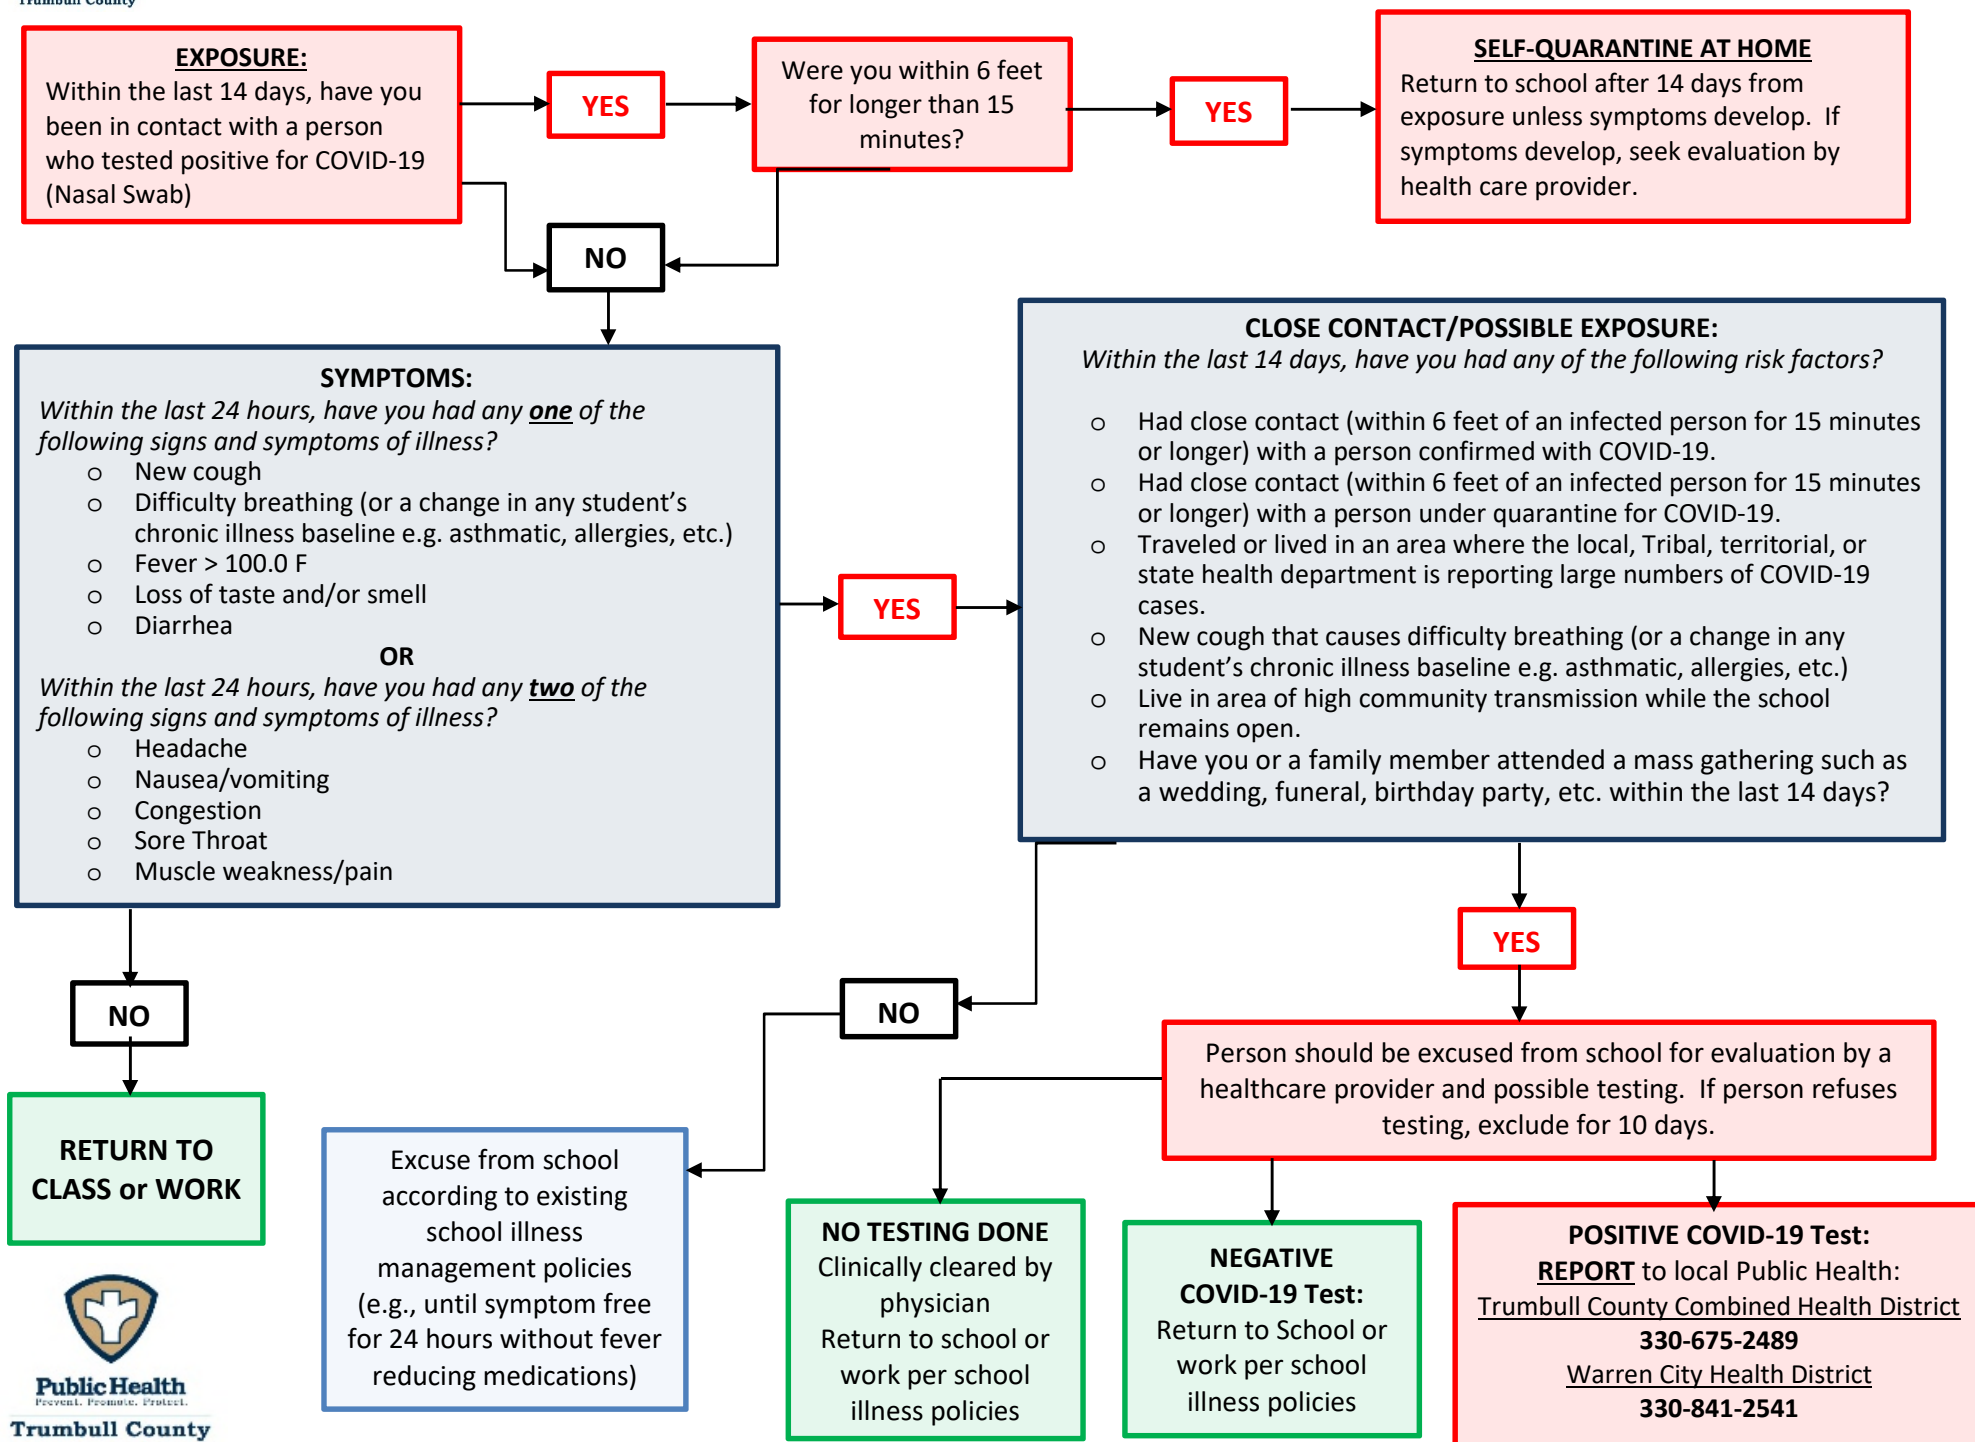 Trumbull County
EXPOSURE:
Within the last 14 days, have you
been in contact with a person
who tested positive for COVID-19
(Nasal Swab)
YES
Were you within 6 feet
for longer than 15
minutes?
YES
SELF-QUARANTINE AT HOME
Return to school after 14 days from
exposure unless symptoms develop. If
symptoms develop, seek evaluation by
health care provider.
NO
SYMPTOMS:
Within the last 24 hours, have you had any one of the
following signs and symptoms of illness?
o New cough
o Difficulty breathing (or a change in any student’s
chronic illness baseline e.g. asthmatic, allergies, etc.)
o Fever > 100.0 F
o Loss of taste and/or smell
o Diarrhea
OR
Within the last 24 hours, have you had any two of the
following signs and symptoms of illness?
o Headache
o Nausea/vomiting
o Congestion
o Sore Throat
o Muscle weakness/pain
YES
CLOSE CONTACT/POSSIBLE EXPOSURE:
Within the last 14 days, have you had any of the following risk factors?
o Had close contact (within 6 feet of an infected person for 15 minutes
or longer) with a person confirmed with COVID-19.
o Had close contact (within 6 feet of an infected person for 15 minutes
or longer) with a person under quarantine for COVID-19.
o Traveled or lived in an area where the local, Tribal, territorial, or
state health department is reporting large numbers of COVID-19
cases.
o New cough that causes difficulty breathing (or a change in any
student’s chronic illness baseline e.g. asthmatic, allergies, etc.)
o Live in area of high community transmission while the school
remains open.
o Have you or a family member attended a mass gathering such as
a wedding, funeral, birthday party, etc. within the last 14 days?
NO
RETURN TO
CLASS or WORK
NO
Excuse from school
according to existing
school illness
management policies
(e.g., until symptom free
for 24 hours without fever
reducing medications)
YES
Person should be excused from school for evaluation by a
healthcare provider and possible testing. If person refuses
testing, exclude for 10 days.
NO TESTING DONE
Clinically cleared by
physician
Return to school or
work per school
illness policies
NEGATIVE
COVID-19 Test:
Return to School or
work per school
illness policies
POSITIVE COVID-19 Test:
REPORT to local Public Health:
Trumbull County Combined Health District
330-675-2489
Warren City Health District
330-841-2541
Public Health
Prevent. Promote. Protect.
Trumbull County